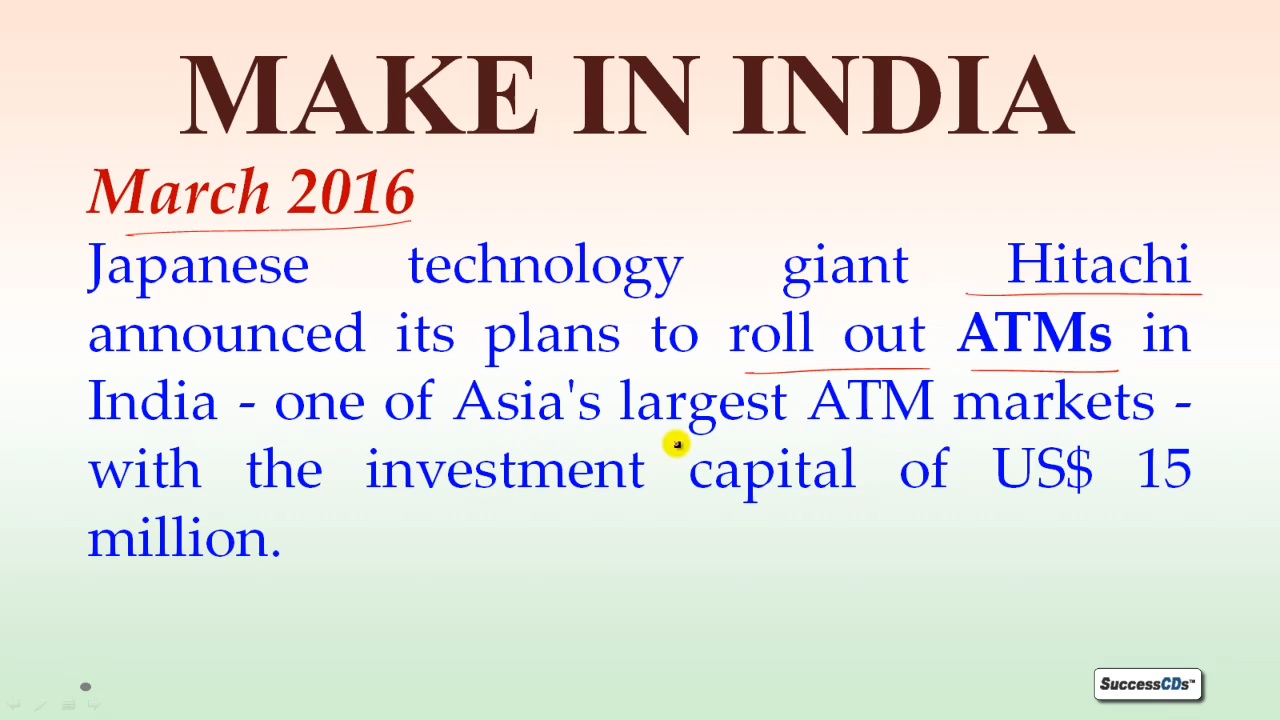 MAKE IN INDIA
March 2016
Japanese technology giant Hitachi
announced its plans to roll out ATMs in
India - one of Asia's largest ATM markets -
with the investment capital of US$ 15
million.
SuccessCDs™